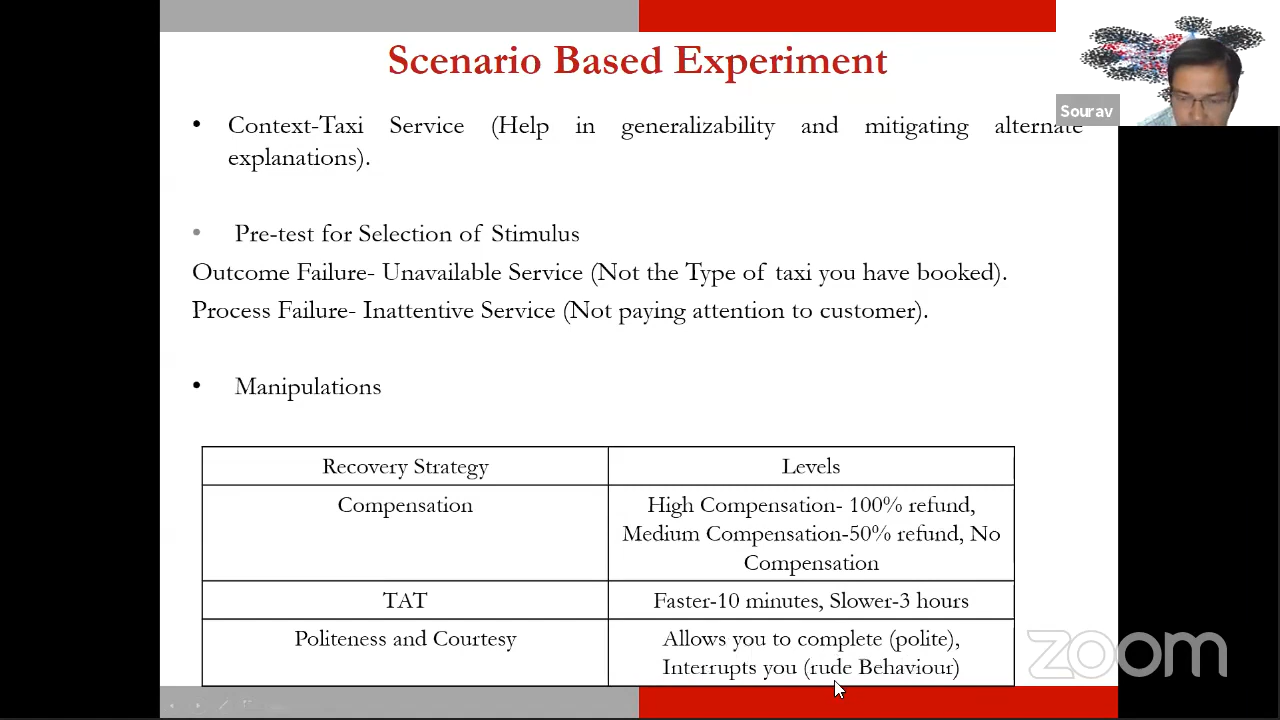 Scenario Based Experiment
Sourav
• Context-Taxi Service (Help in generalizability and mitigating alternate
explanations).
• Pre-test for Selection of Stimulus
Outcome Failure- Unavailable Service (Not the Type of taxi you have booked).
Process Failure- Inattentive Service (Not paying attention to customer).
• Manipulations
Recovery Strategy
Levels
Compensation
High Compensation- 100% refund,
Medium Compensation-50% refund, No
Compensation
TAT
Faster-10 minutes, Slower-3 hours
Politeness and Courtesy
Allows you to complete (polite),
Interrupts you (rude Behaviour)
zoom